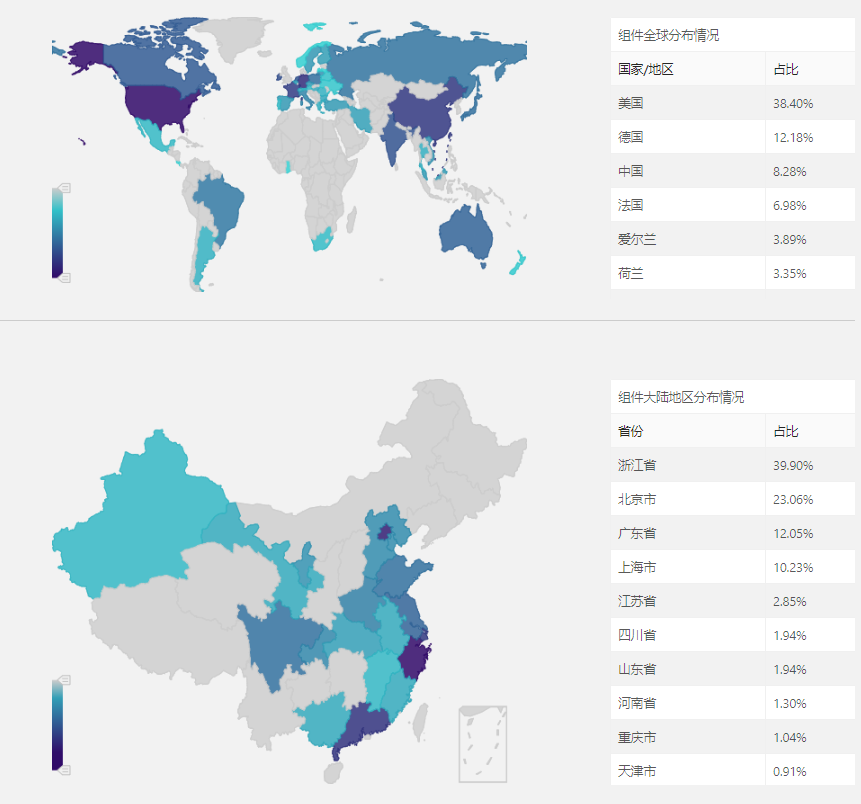 组件全球分布情况
国家/地区 占比
美国 38.40%
德国 12.18%
中国 8.28%
法国 6.98%
爱尔兰 3.89%
荷兰 3.35%
组件大陆地区分布情况
省份 占比
浙江省 39.90%
北京市 23.06%
广东省 12.05%
上海市 10.23%
江苏省 2.85%
四川省 1.94%
山东省 1.94%
河南省 1.30%
重庆市 1.04%
天津市 0.91%